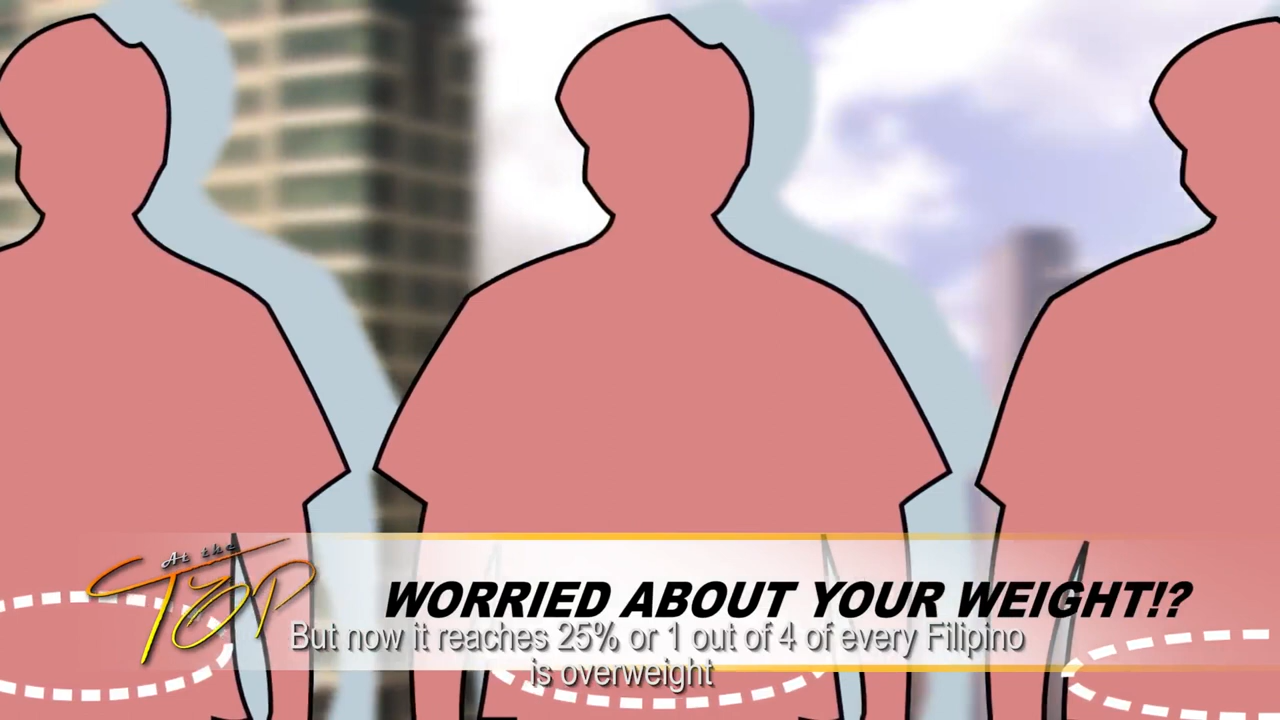 At the
TOP
WORRIED ABOUT YOUR WEIGHT!?
But now it reaches 25% or 1 out of 4 of every Filipino
is overweight